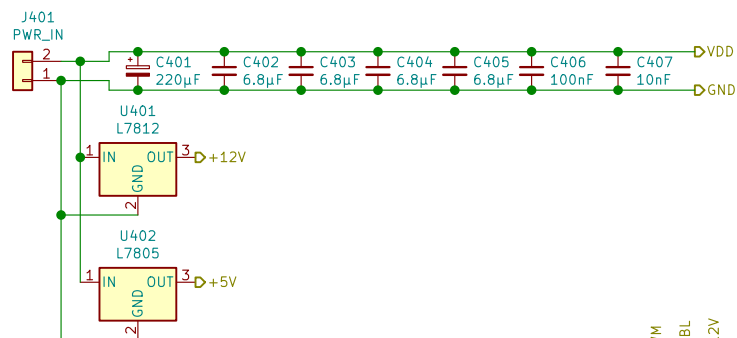 J401
PWR_IN
2
1
+
C401
220µF
C402
6.8µF
C403
6.8µF
C404
6.8µF
C405
6.8µF
C406
100nF
C407
10nF
VDD
GND
U401
L7812
1
IN
OUT
3
+12V
GND
2
U402
L7805
1
IN
OUT
3
+5V
GND
2
BL